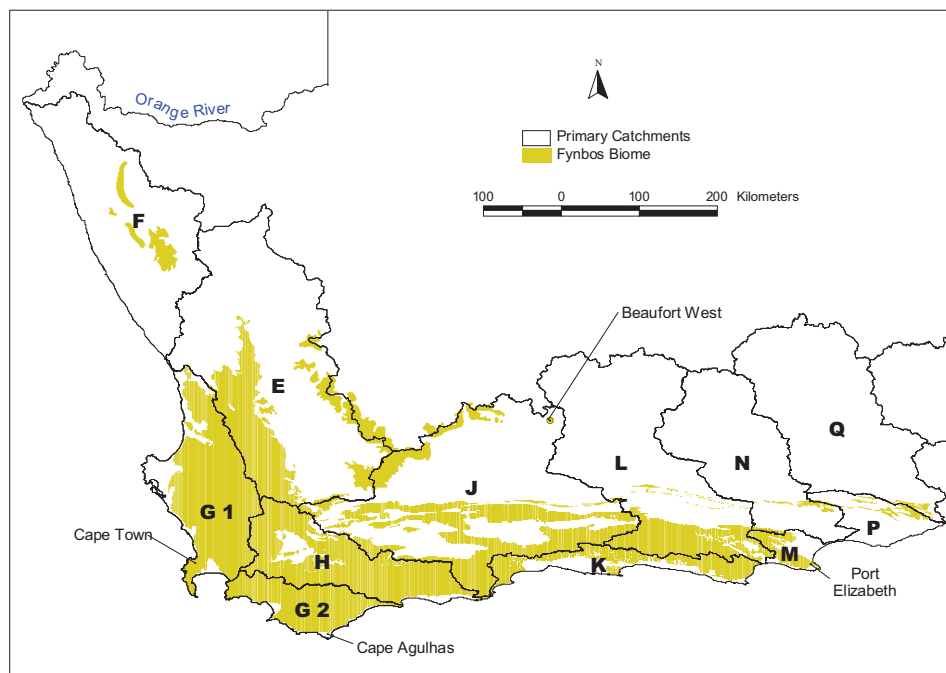 Orange River
N
Primary Catchments
Fynbos Biome
100 0 100 200 Kilometers
F
Beaufort West
E
Q
L
N
J
G 1
P
Cape Town
H
K
M
Port
Elizabeth
G 2
Cape Agulhas